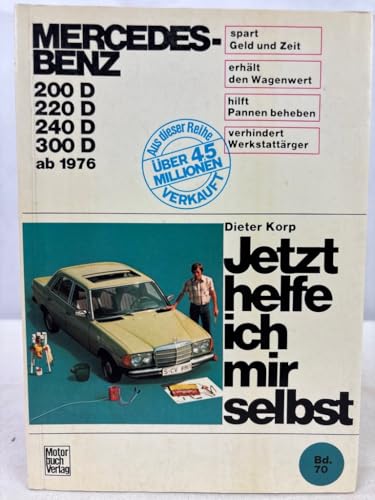 MERCEDES-
BENZ
200 D
220 D
240 D
300 D
ab 1976
spart
Geld und Zeit
erhält
den Wagenwert
hilft
Pannen beheben
verhindert
Werkstattärger
Aus dieser Reihe
ÜBER 4,5
MILLIONEN
VERKAUFT
Dieter Korp
Jetzt
helfe
ich
mir
selbst
Motor
buch
Verlag
Bd.
70